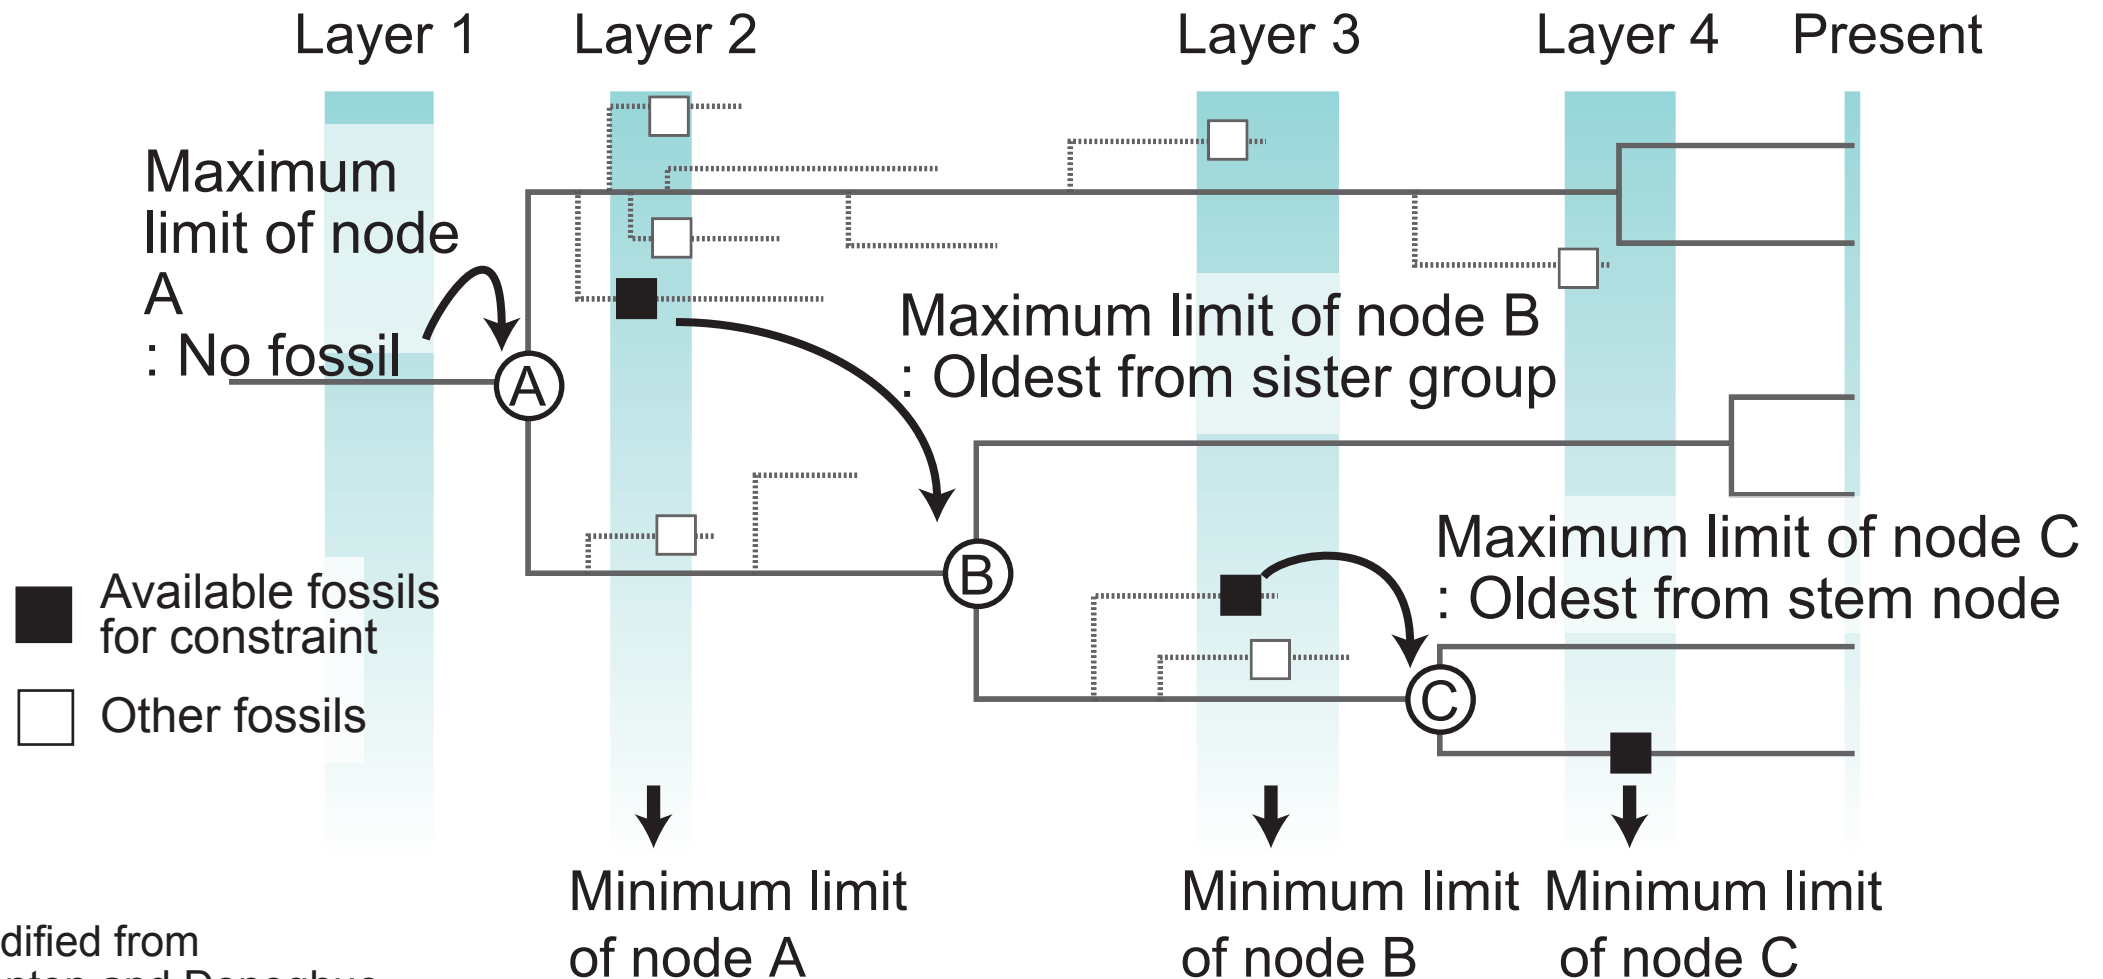 Layer 1
Layer 2
Layer 3
Layer 4
Present
Maximum
limit of node
A
: No fossil
A
Maximum limit of node B
: Oldest from sister group
B
Maximum limit of node C
: Oldest from stem node
C
Available fossils
for constraint
Other fossils
Minimum limit
of node A
Minimum limit
of node B
Minimum limit
of node C
dified from
and Donoghue